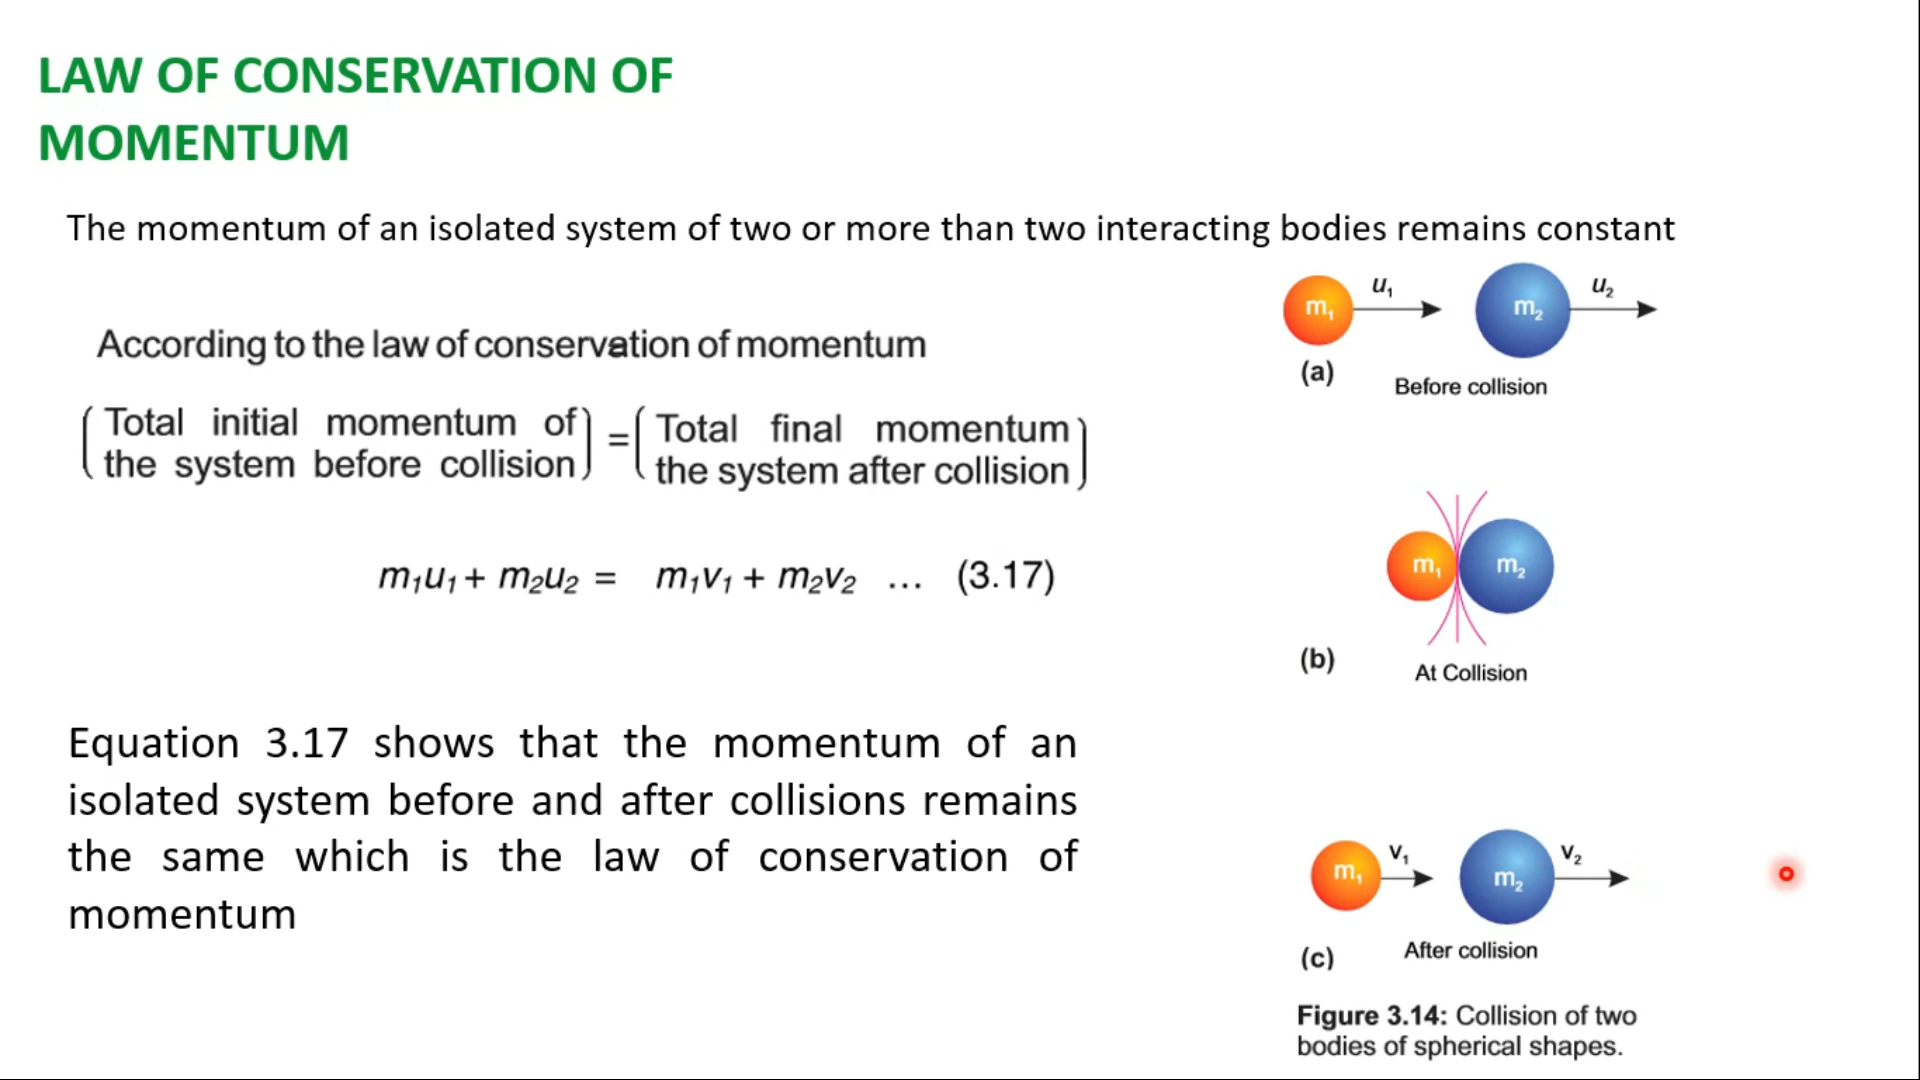 LAW OF CONSERVATION OF
MOMENTUM
The momentum of an isolated system of two or more than two interacting bodies remains constant
According to the law of conservation of momentum
(Total initial momentum of
the system before collision) = (Total final momentum
the system after collision)
m₁u₁ + m₂u₂ = m₁v₁ + m₂v₂ ... (3.17)
Equation 3.17 shows that the momentum of an
isolated system before and after collisions remains
the same which is the law of conservation of
momentum
m₁ u₁ m₂ u₂
(a) Before collision
m₁ m₂
(b) At Collision
m₁ v₁ m₂ v₂
(c) After collision
Figure 3.14: Collision of two
bodies of spherical shapes.